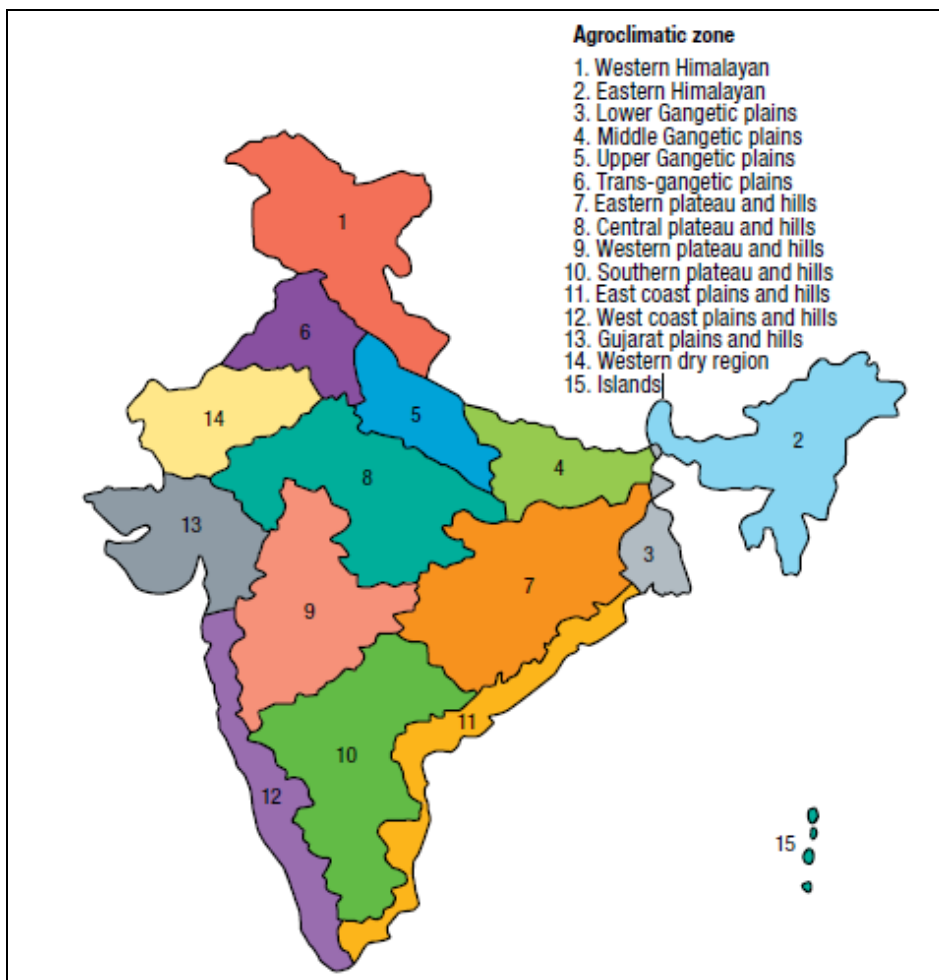 Agroclimatic zone
1. Western Himalayan
2. Eastern Himalayan
3. Lower Gangetic plains
4. Middle Gangetic plains
5. Upper Gangetic plains
6. Trans-gangetic plains
7. Eastern plateau and hills
8. Central plateau and hills
9. Western plateau and hills
10. Southern plateau and hills
11. East coast plains and hills
12. West coast plains and hills
13. Gujarat plains and hills
14. Western dry region
15. Islands
1
6
14
5
2
4
8
13
3
7
9
11
10
12
15